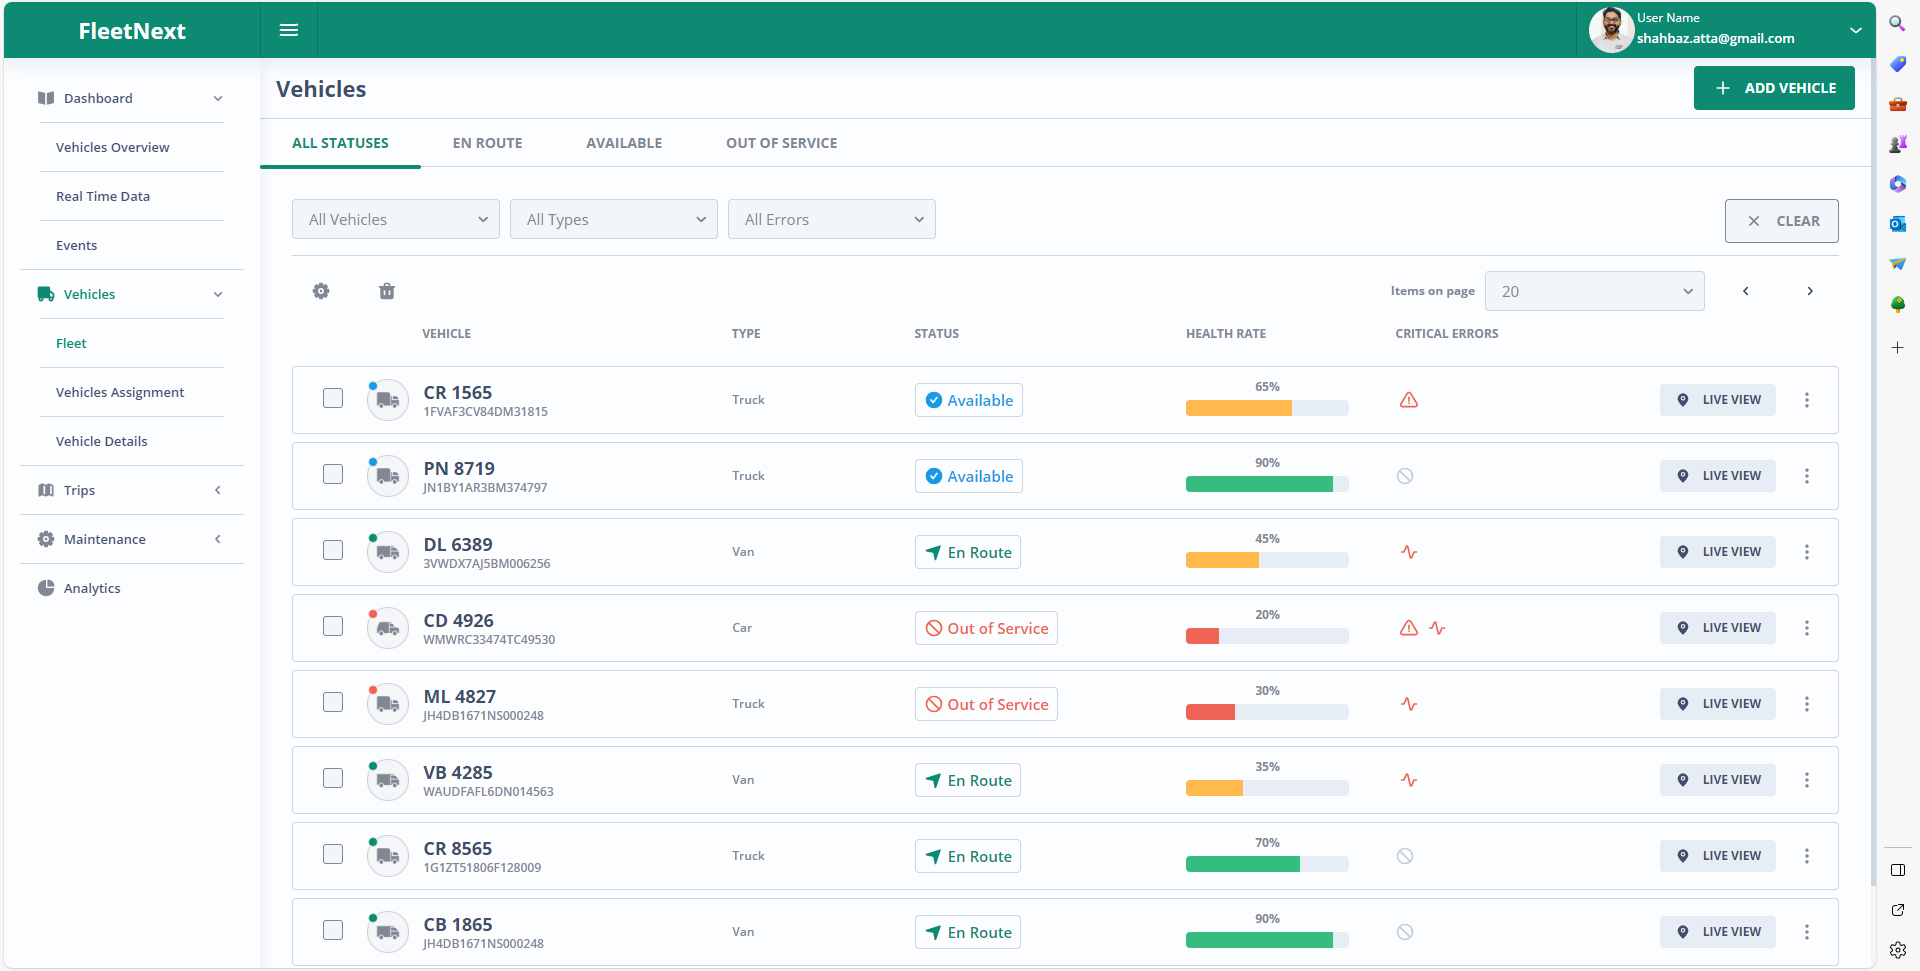 FleetNext
User Name
shahbaz.atta@gmail.com
Dashboard
Vehicles Overview
Real Time Data
Events
Vehicles
Fleet
Vehicles Assignment
Vehicle Details
Trips
Maintenance
Analytics
Vehicles
ADD VEHICLE
ALL STATUSES EN ROUTE AVAILABLE OUT OF SERVICE
All Vehicles All Types All Errors CLEAR
Items on page 20
VEHICLE TYPE STATUS HEALTH RATE CRITICAL ERRORS
CR 1565
1FVAF3CV84DM31815
Truck
Available
65%
LIVE VIEW
PN 8719
JN1BY1AR3BM374797
Truck
Available
90%
LIVE VIEW
DL 6389
3VWDX7AJ5BM006256
Van
En Route
45%
LIVE VIEW
CD 4926
WMWRC33474TC49530
Car
Out of Service
20%
LIVE VIEW
ML 4827
JH4DB1671NS000248
Truck
Out of Service
30%
LIVE VIEW
VB 4285
WAUDFAFL6DN014563
Van
En Route
35%
LIVE VIEW
CR 8565
1G1ZT51806F128009
Truck
En Route
70%
LIVE VIEW
CB 1865
JH4DB1671NS000248
Van
En Route
90%
LIVE VIEW